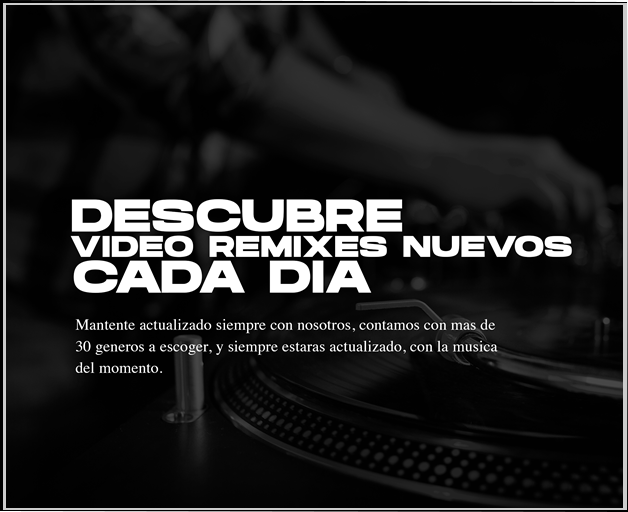 DESCUBRE
VIDEO REMIXES NUEVOS
CADA DIA
Mantente actualizado siempre con nosotros, contamos con mas de
30 generos a escoger, y siempre estaras actualizado, con la musica
del momento.